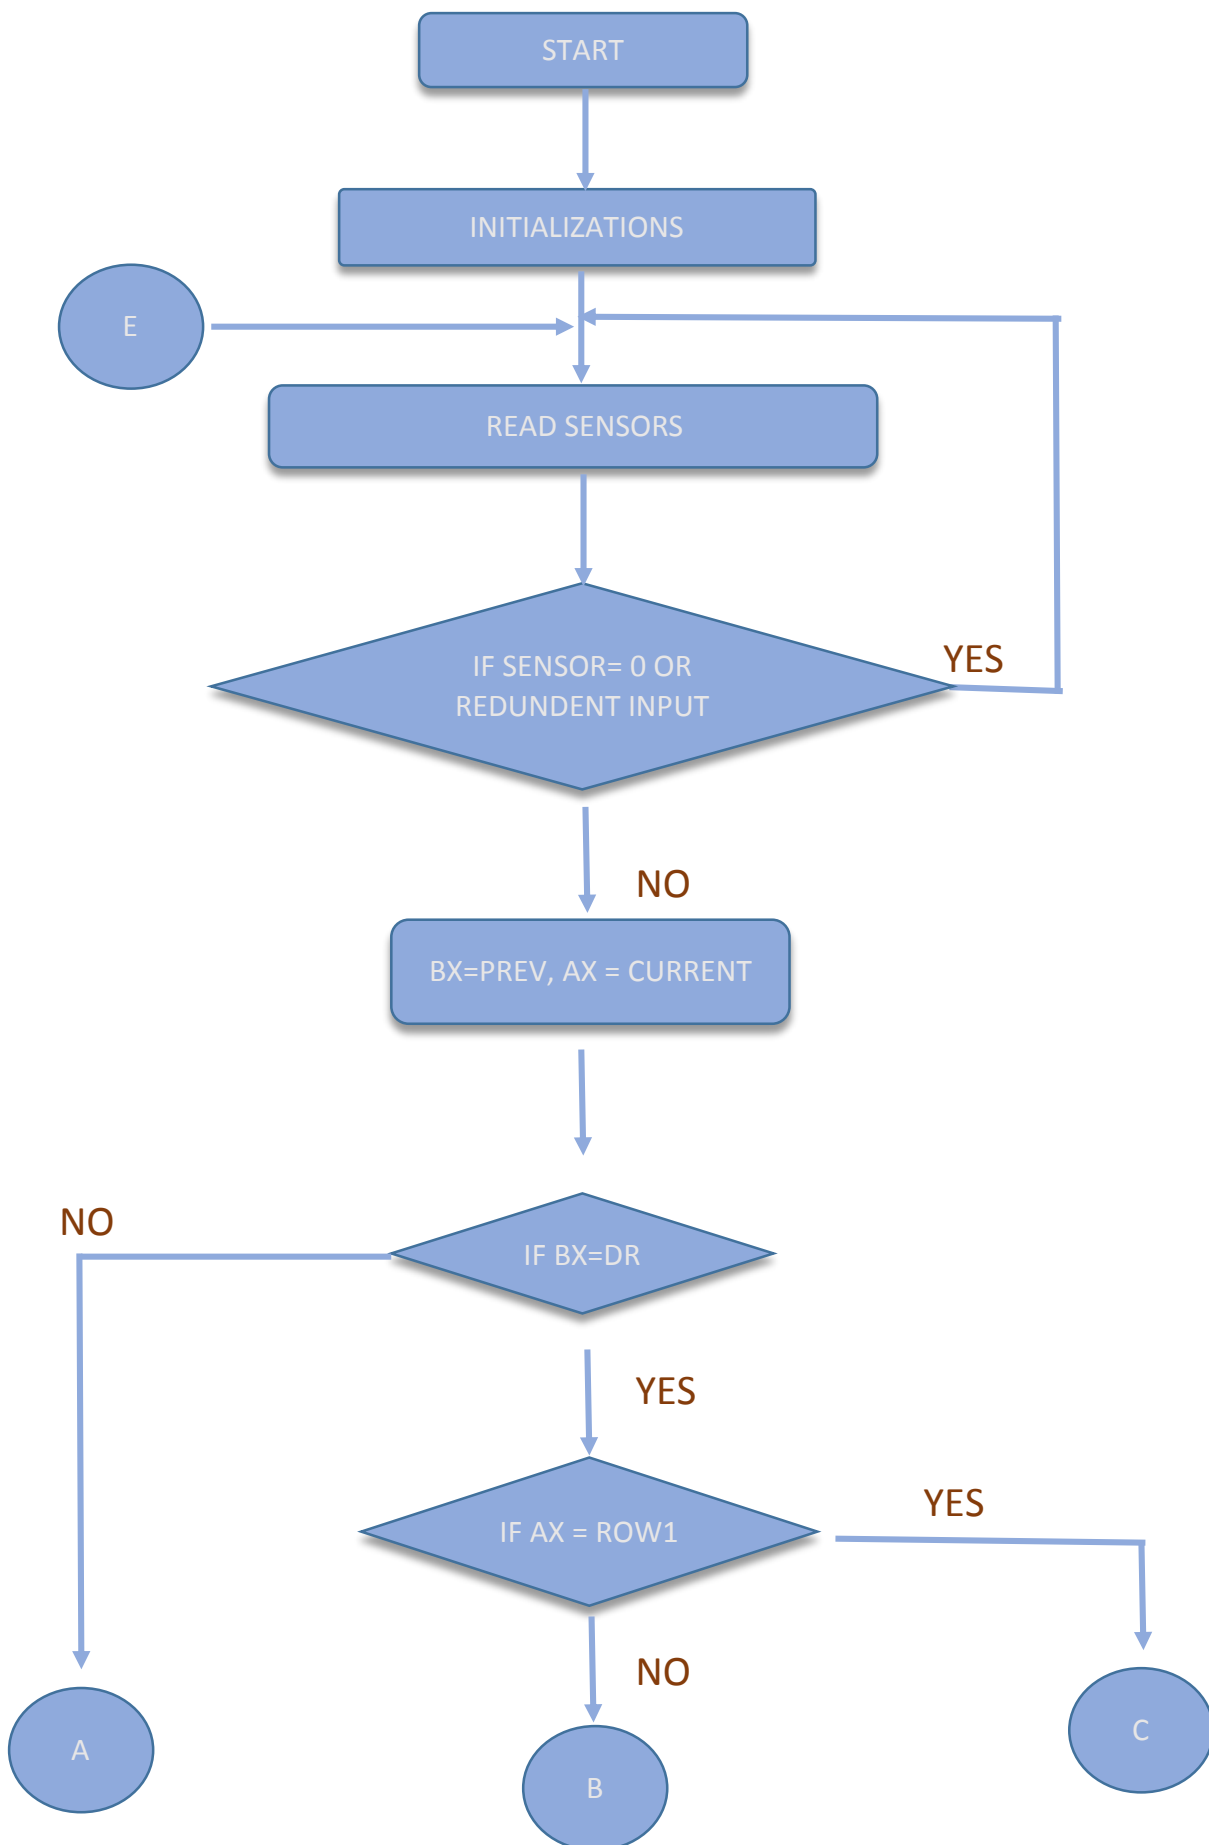 START
INITIALIZATIONS
E
READ SENSORS
IF SENSOR= 0 OR
REDUNDENT INPUT
YES
NO
BX=PREV, AX = CURRENT
NO
IF BX=DR
YES
IF AX = ROW1
YES
NO
A
B
C